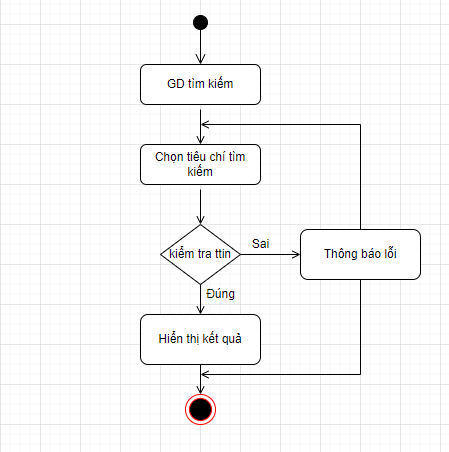 GD tìm kiếm
Chọn tiêu chí tìm
kiếm
kiểm tra ttin
Sai
Thông báo lỗi
Đúng
Hiển thị kết quả